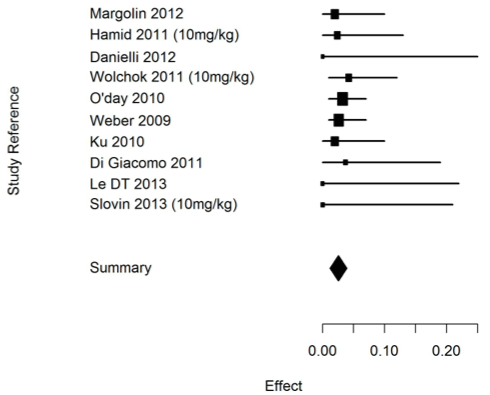 Margolin 2012
Hamid 2011 (10mg/kg)
Danielli 2012
Wolchok 2011 (10mg/kg)
O'day 2010
Weber 2009
Ku 2010
Di Giacomo 2011
Le DT 2013
Slovin 2013 (10mg/kg)
Study Reference
Summary
0.00 0.10 0.20
Effect